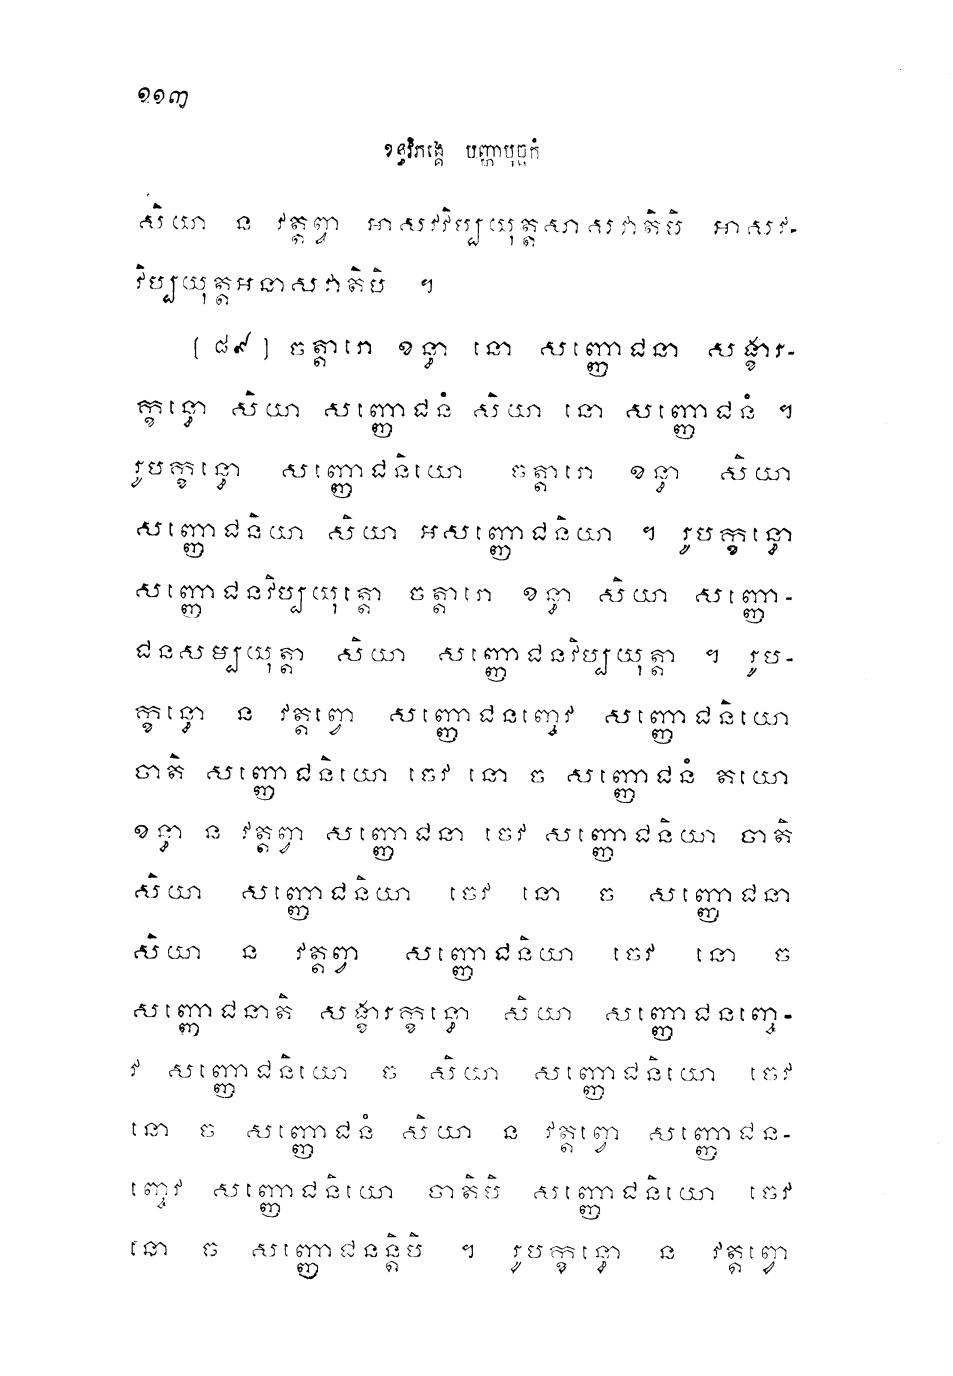 ១១៣
ខន្ធវិភង្គេ បញ្ហាបុច្ឆកំ
សិយា ន វត្តព្វា អាសវវិប្បយុត្តសាសវាតិបិ អាសវ-
វិប្បយុត្តអនាសវាតិបិ ។
[ ៨៩ ] ចត្តារោ ខន្ធា នោ សញ្ញោជនា សង្ខារ-
ក្ខន្ធោ សិយា សញ្ញោជនំ សិយា នោ សញ្ញោជនំ ។
រូបក្ខន្ធោ សញ្ញោជនិយោ ចត្តារោ ខន្ធា សិយា
សញ្ញោជនិយា សិយា អសញ្ញោជនិយា ។ រូបក្ខន្ធោ
សញ្ញោជនវិប្បយុត្តោ ចត្តារោ ខន្ធា សិយា សញ្ញោ-
ជនសម្បយុត្តា សិយា សញ្ញោជនវិប្បយុត្តា ។ រូប-
ក្ខន្ធោ ន វត្តព្វោ សញ្ញោជនញ្ចេវ សញ្ញោជនិយោ
ចាតិ សញ្ញោជនិយោ ចេវ នោ ច សញ្ញោជនំ តយោ
ខន្ធា ន វត្តព្វា សញ្ញោជនា ចេវ សញ្ញោជនិយា ចាតិ
សិយា សញ្ញោជនិយា ចេវ នោ ច សញ្ញោជនា
សិយា ន វត្តព្វា សញ្ញោជនិយា ចេវ នោ ច
សញ្ញោជនាតិ សង្ខារក្ខន្ធោ សិយា សញ្ញោជនញ្ចេ-
វ សញ្ញោជនិយោ ច សិយា សញ្ញោជនិយោ ចេវ
នោ ច សញ្ញោជនំ សិយា ន វត្តព្វោ សញ្ញោជន-
ញ្ចេវ សញ្ញោជនិយោ ចាតិបិ សញ្ញោជនិយោ ចេវ
នោ ច សញ្ញោជនន្តិបិ ។ រូបក្ខន្ធោ ន វត្តព្វោ